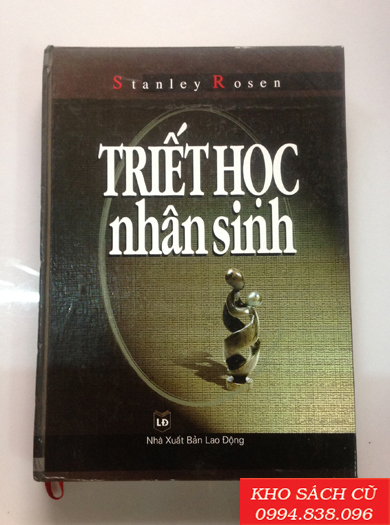 Stanley Rosen
TRIẾT HỌC
nhân sinh
LĐ
Nhà Xuất Bản Lao Động
KHO SÁCH CŨ
0994.838.096